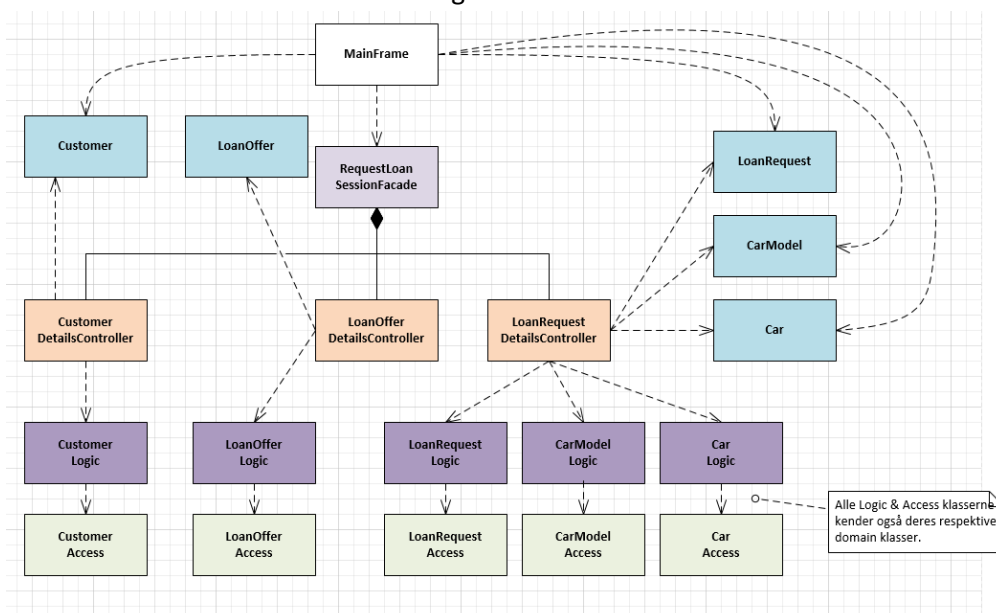 MainFrame
Customer
LoanOffer
RequestLoan
SessionFacade
LoanRequest
CarModel
Car
Customer
DetailsController
LoanOffer
DetailsController
LoanRequest
DetailsController
Customer
Logic
LoanOffer
Logic
LoanRequest
Logic
CarModel
Logic
Car
Logic
Customer
Access
LoanOffer
Access
LoanRequest
Access
CarModel
Access
Car
Access
Alle Logic & Access klasserne
kender også deres respektive
domain klasser.